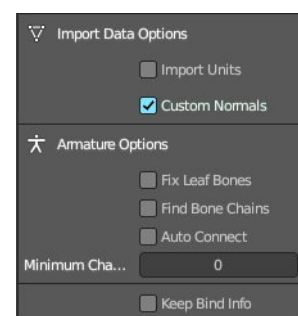 Import Data Options
Import Units
Custom Normals
Armature Options
Fix Leaf Bones
Find Bone Chains
Auto Connect
Minimum Cha... 0
Keep Bind Info